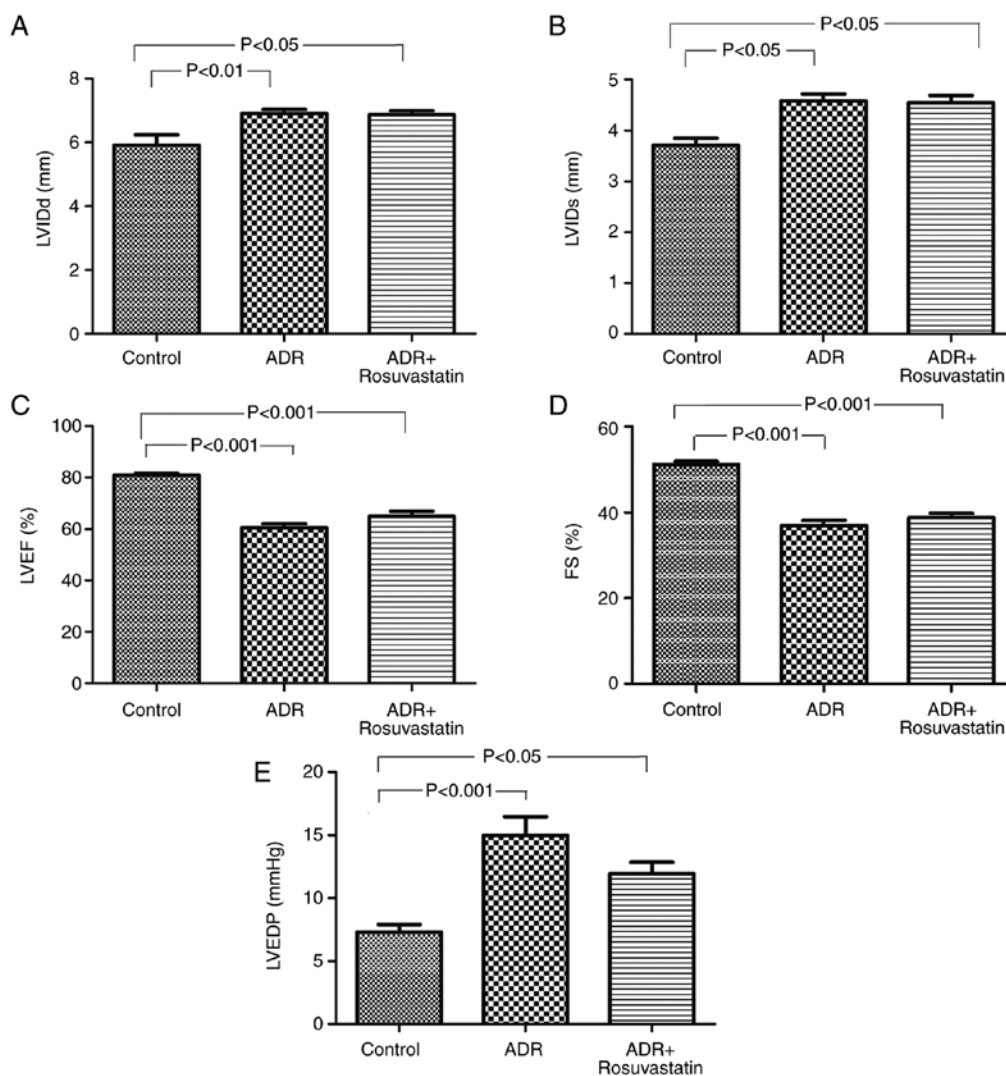 A
P<0.05
P<0.01
8
6
4
2
0
LVIDd (mm)
Control
ADR
ADR+
Rosuvastatin
B
P<0.05
P<0.05
5
4
3
2
1
0
LVIDs (mm)
Control
ADR
ADR+
Rosuvastatin
C
P<0.001
P<0.001
100
80
60
40
20
0
LVEF (%)
Control
ADR
ADR+
Rosuvastatin
D
P<0.001
P<0.001
60
40
20
0
FS (%)
Control
ADR
ADR+
Rosuvastatin
E
P<0.05
P<0.001
20
15
10
5
0
LVEDP (mmHg)
Control
ADR
ADR+
Rosuvastatin